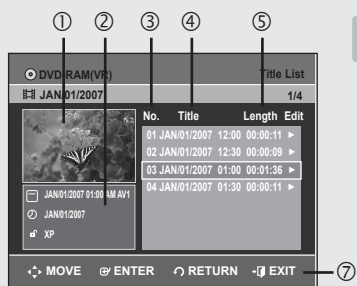 ① ② ③ ④ ⑤
DVD-RAM(VR) Title List
JAN/01/2007 1/4
No. Title Length Edit
01 JAN/01/2007 12:00 00:00:11 ►
02 JAN/01/2007 12:30 00:00:09 ►
03 JAN/01/2007 01:00 00:01:36 ►
04 JAN/01/2007 01:30 00:00:11 ►
JAN/01/2007 01:00 AM AV1
JAN/01/2007
XP
MOVE ENTER RETURN EXIT ⑦